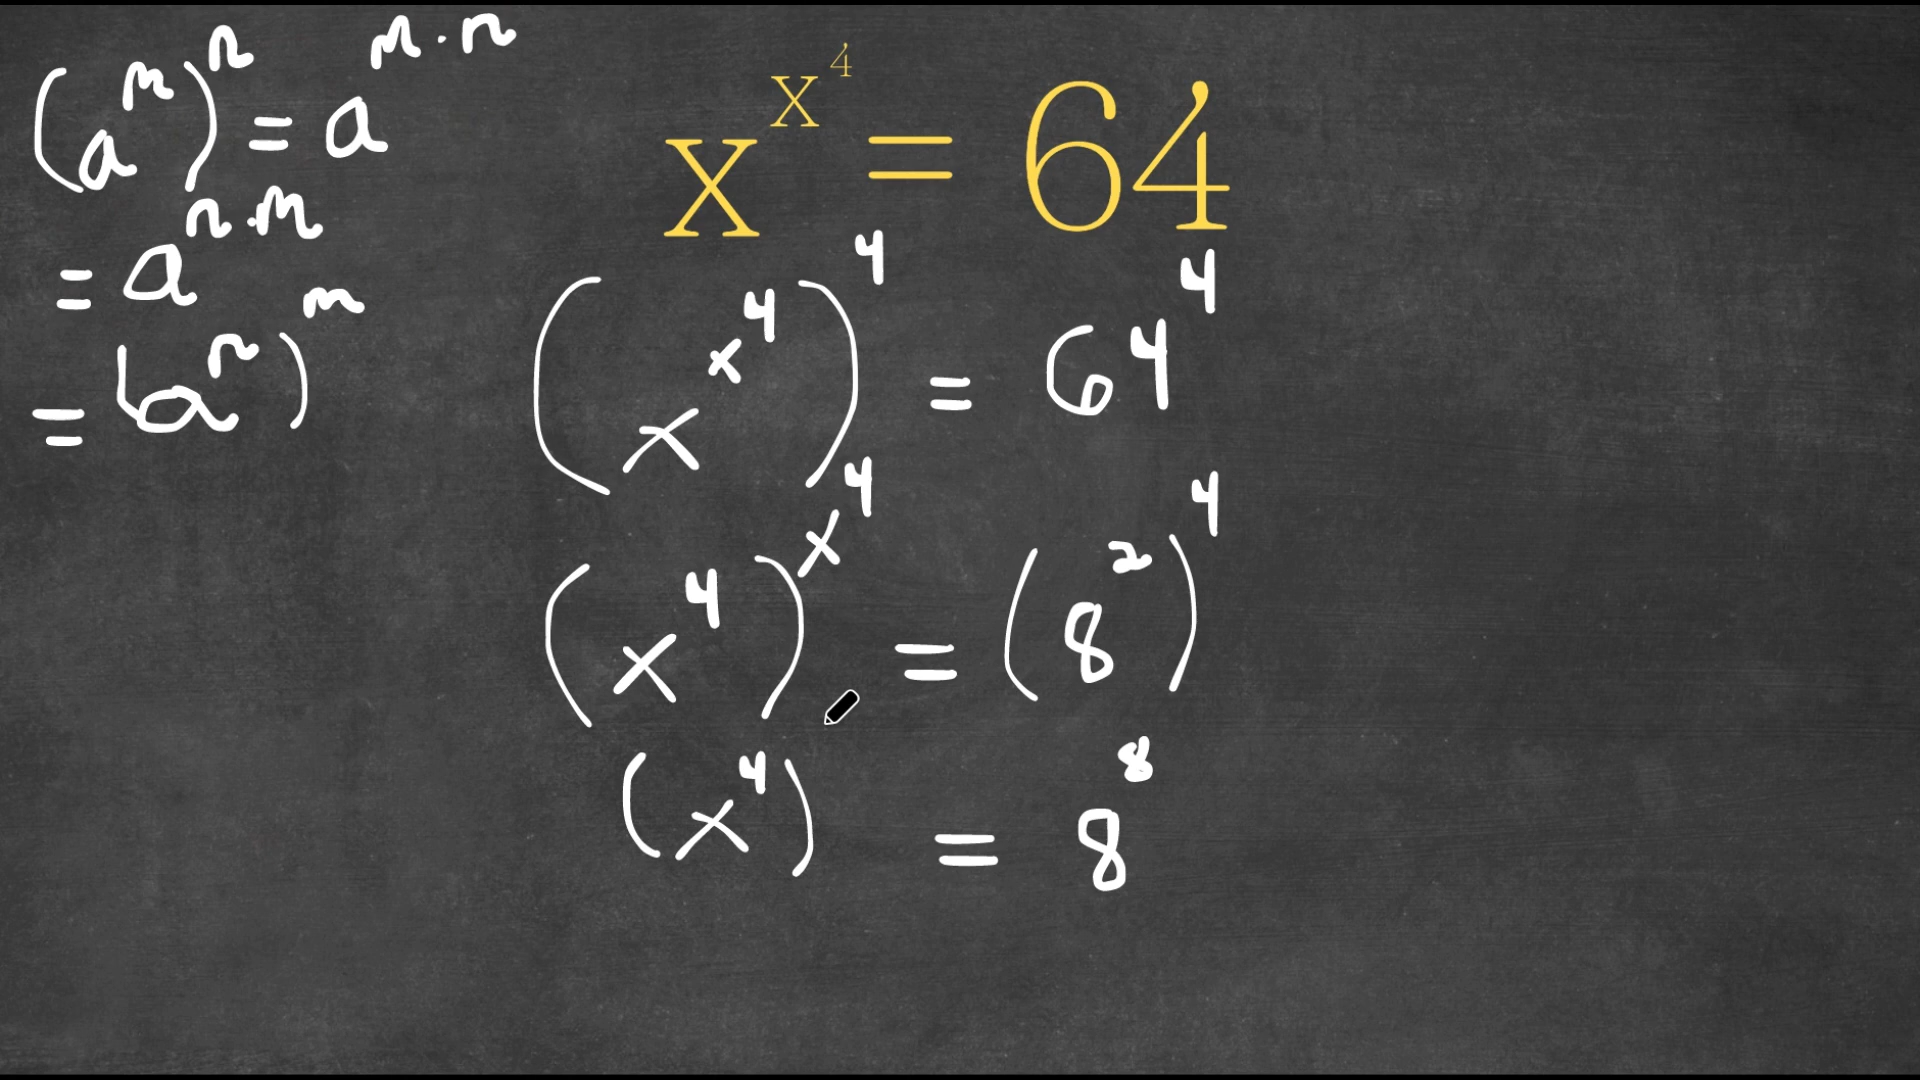 (a^m)^n = a^{m·n}
= a^{n·m}
= (a^n)^m
x^{x^4} = 64
(x^{x^4})^4 = 64^4
(x^4)^{x^4} = (8^2)^4
(x^4) = 8^8